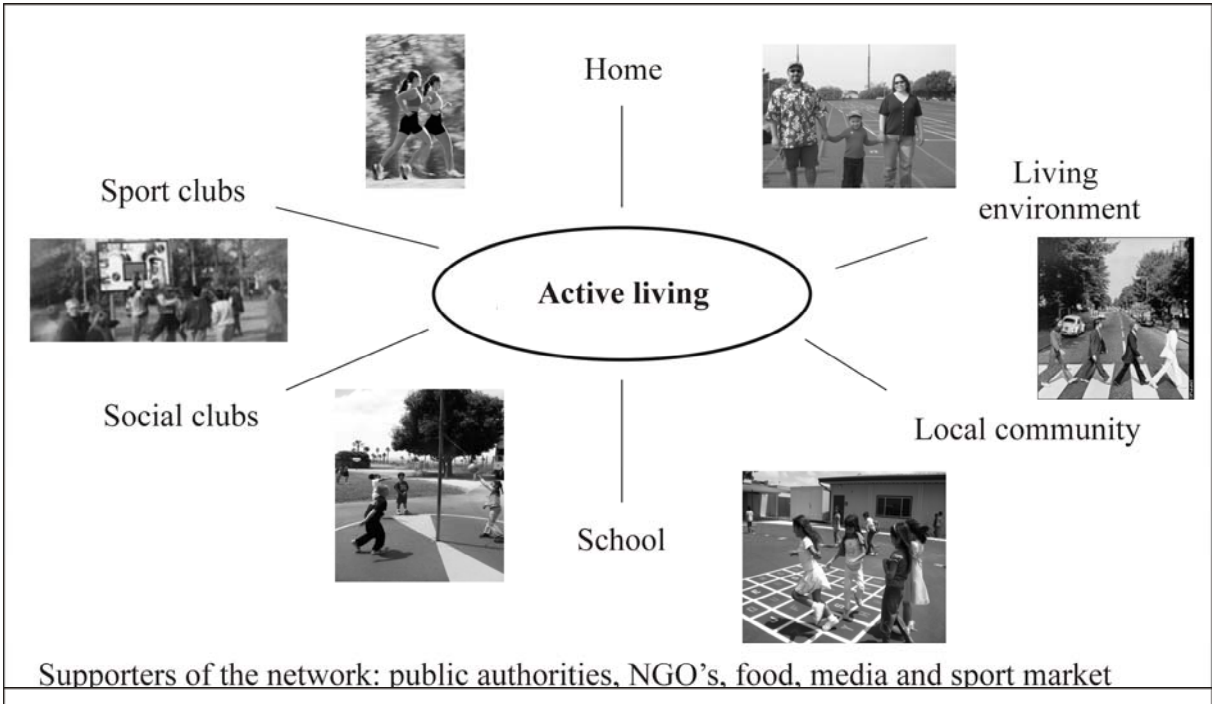 Home
Sport clubs
Living
environment
Active living
Social clubs
Local community
School
Supporters of the network: public authorities, NGO's, food, media and sport market